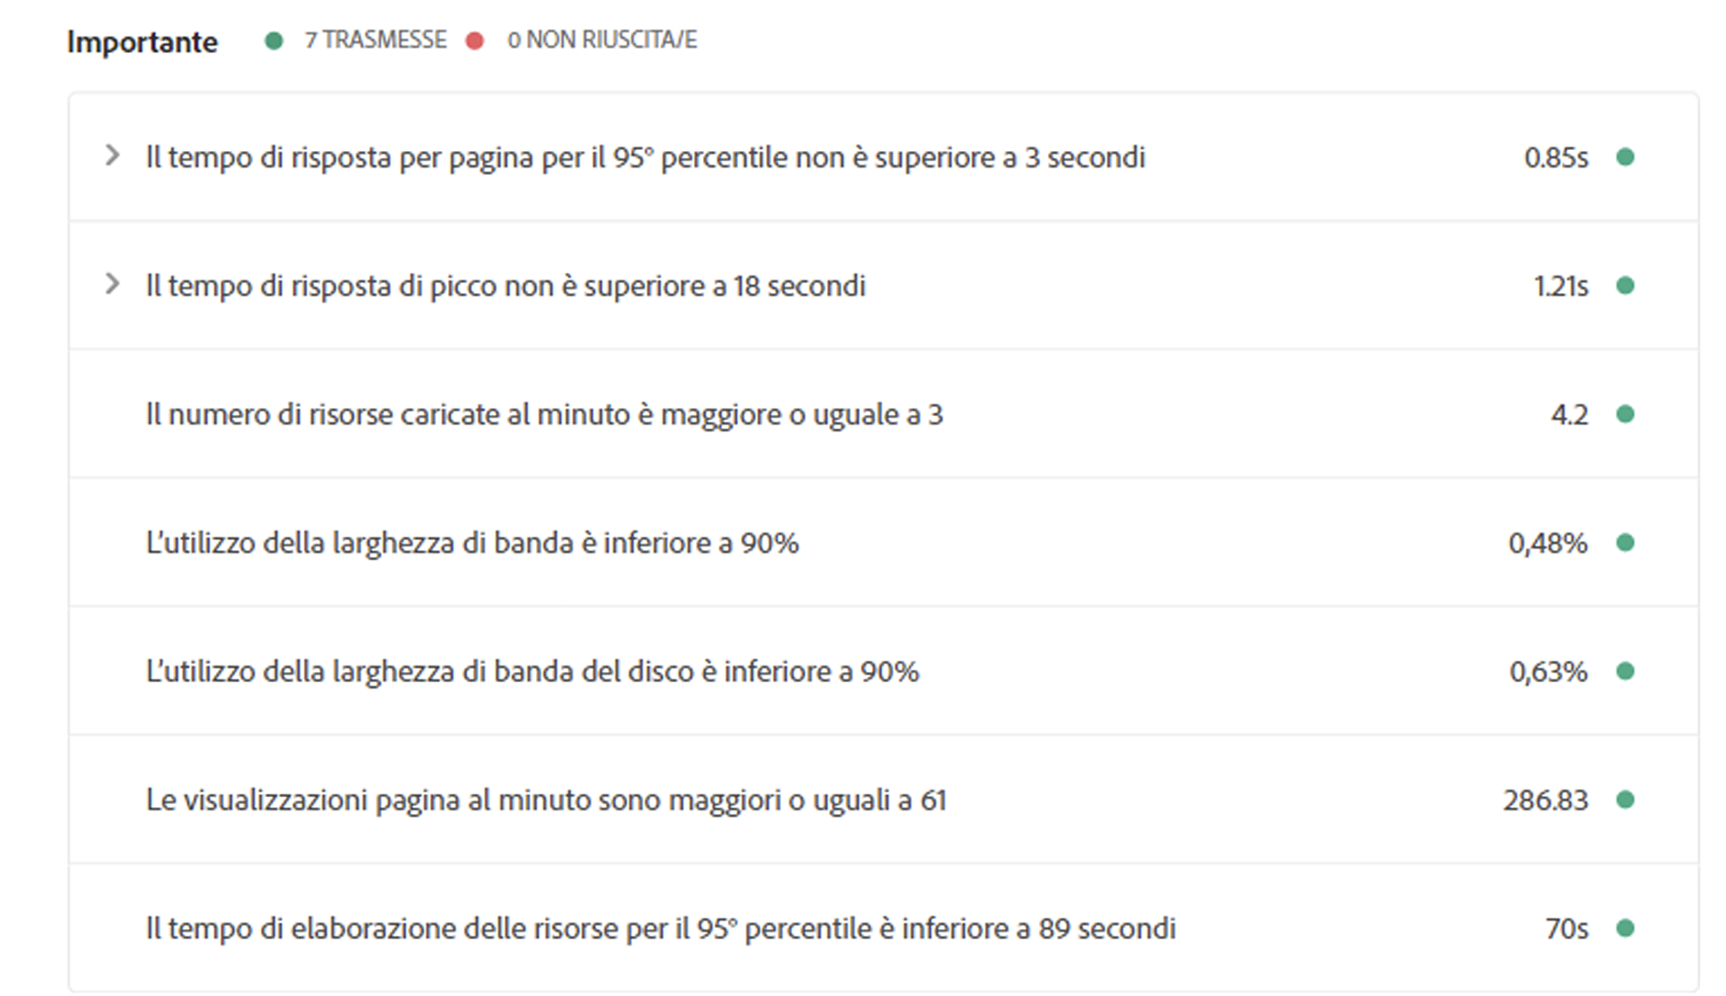 Importante 7 TRASMESSE 0 NON RIUSCITA/E
Il tempo di risposta per pagina per il 95° percentile non è superiore a 3 secondi 0.85s
Il tempo di risposta di picco non è superiore a 18 secondi 1.21s
Il numero di risorse caricate al minuto è maggiore o uguale a 3 4.2
L'utilizzo della larghezza di banda è inferiore a 90% 0,48%
L'utilizzo della larghezza di banda del disco è inferiore a 90% 0,63%
Le visualizzazioni pagina al minuto sono maggiori o uguali a 61 286.83
Il tempo di elaborazione delle risorse per il 95° percentile è inferiore a 89 secondi 70s